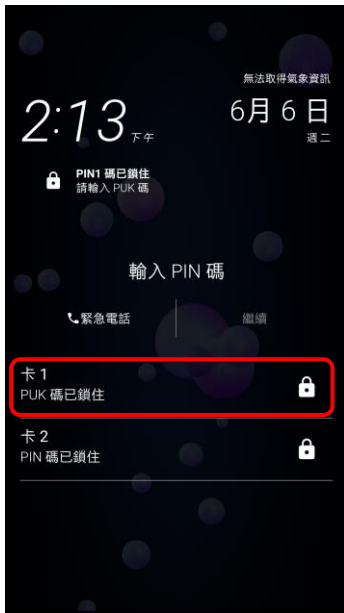 無法取得氣象資訊
2:13 下午
6月 6 日
週二
PIN1 碼已鎖住
請輸入 PUK 碼
輸入 PIN 碼
緊急電話
繼續
卡 1
PUK 碼已鎖住
卡 2
PIN 碼已鎖住